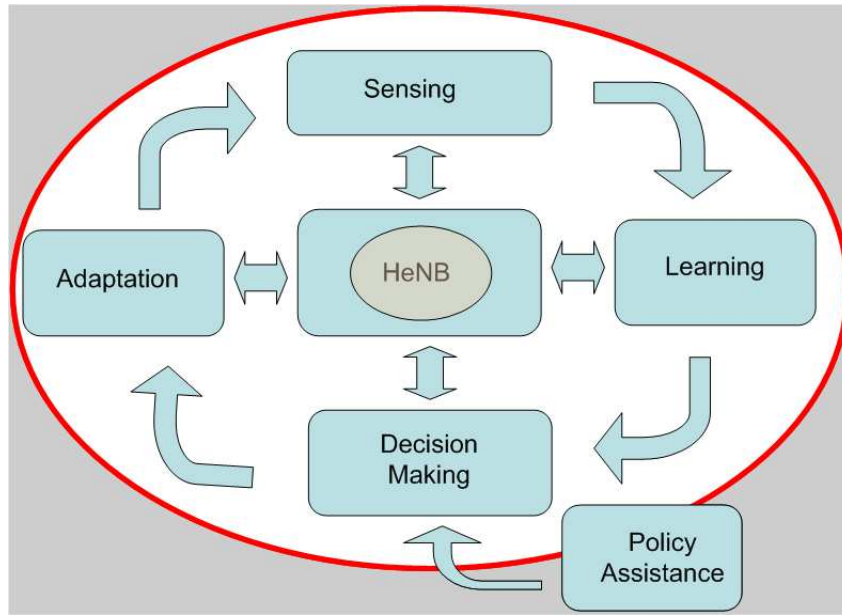 Sensing
Adaptation
HeNB
Learning
Decision
Making
Policy
Assistance